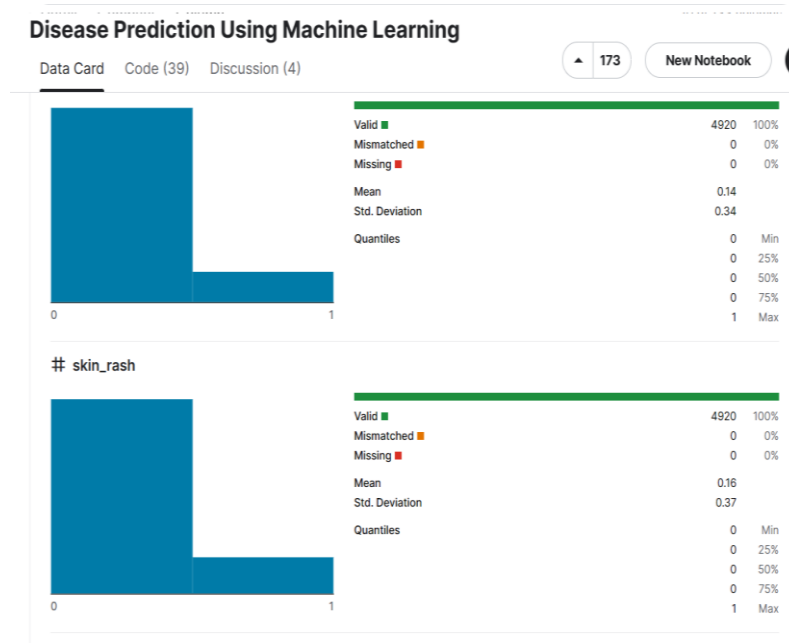 Disease Prediction Using Machine Learning
Data Card Code (39) Discussion (4)
173 New Notebook
Valid 4920 100%
Mismatched 0 0%
Missing 0 0%
Mean 0.14
Std. Deviation 0.34
Quantiles 0 Min
0 25%
0 50%
0 75%
1 Max
0 1
# skin_rash
Valid 4920 100%
Mismatched 0 0%
Missing 0 0%
Mean 0.16
Std. Deviation 0.37
Quantiles 0 Min
0 25%
0 50%
0 75%
1 Max
0 1